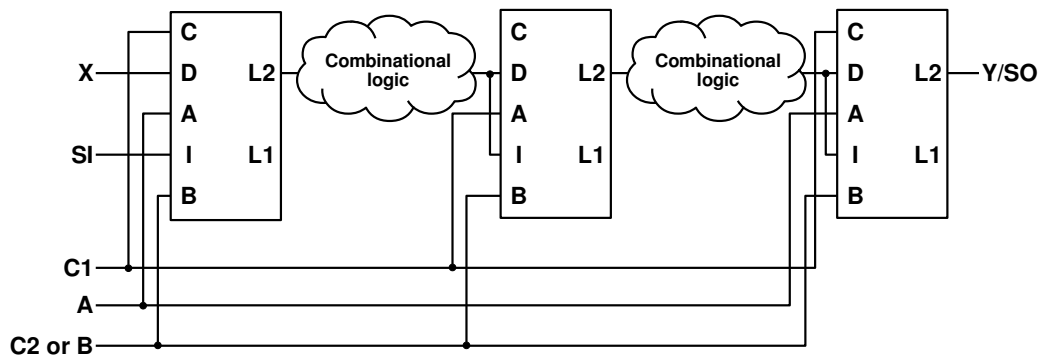 C
D
L2
A
I
L1
B
Combinational
logic
C
D
L2
A
I
L1
B
Combinational
logic
C
D
L2
A
I
L1
B
X
SI
Y/SO
C1
A
C2 or B